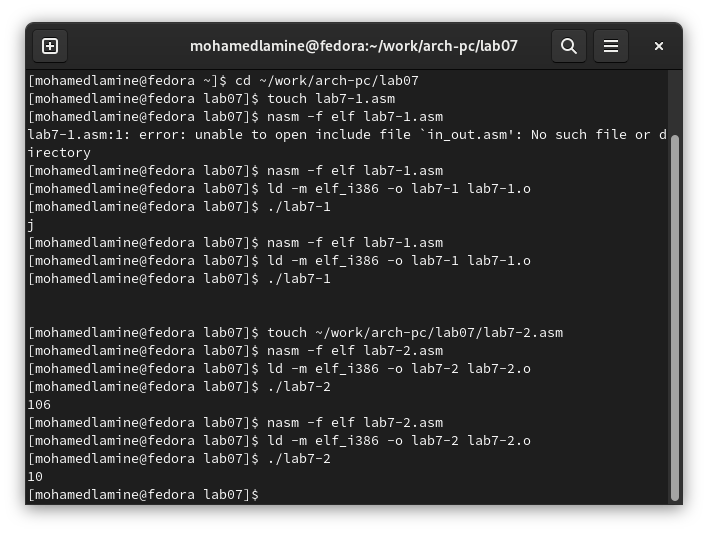 mohamedlamine@fedora:~/work/arch-pc/lab07
[mohamedlamine@fedora ~]$ cd ~/work/arch-pc/lab07
[mohamedlamine@fedora lab07]$ touch lab7-1.asm
[mohamedlamine@fedora lab07]$ nasm -f elf lab7-1.asm
lab7-1.asm:1: error: unable to open include file `in_out.asm': No such file or d
irectory
[mohamedlamine@fedora lab07]$ nasm -f elf lab7-1.asm
[mohamedlamine@fedora lab07]$ ld -m elf_i386 -o lab7-1 lab7-1.o
[mohamedlamine@fedora lab07]$ ./lab7-1
j
[mohamedlamine@fedora lab07]$ nasm -f elf lab7-1.asm
[mohamedlamine@fedora lab07]$ ld -m elf_i386 -o lab7-1 lab7-1.o
[mohamedlamine@fedora lab07]$ ./lab7-1
[mohamedlamine@fedora lab07]$ touch ~/work/arch-pc/lab07/lab7-2.asm
[mohamedlamine@fedora lab07]$ nasm -f elf lab7-2.asm
[mohamedlamine@fedora lab07]$ ld -m elf_i386 -o lab7-2 lab7-2.o
[mohamedlamine@fedora lab07]$ ./lab7-2
106
[mohamedlamine@fedora lab07]$ nasm -f elf lab7-2.asm
[mohamedlamine@fedora lab07]$ ld -m elf_i386 -o lab7-2 lab7-2.o
[mohamedlamine@fedora lab07]$ ./lab7-2
10
[mohamedlamine@fedora lab07]$